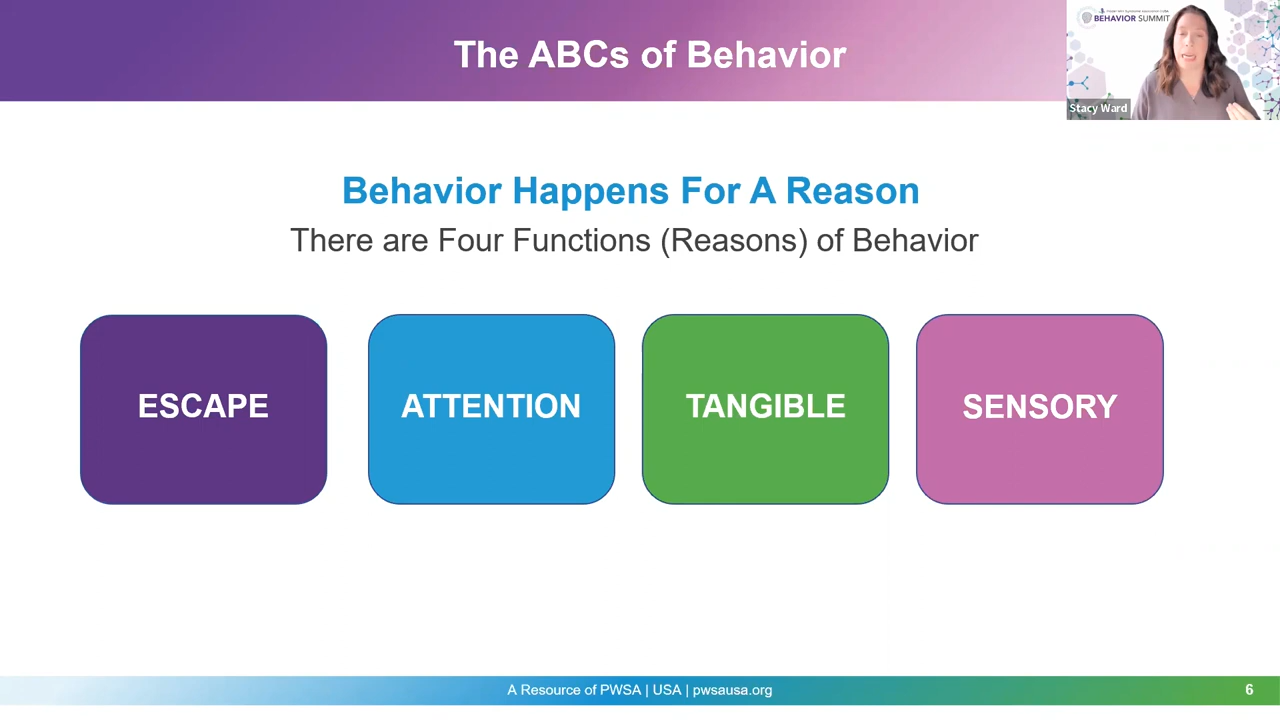 The ABCs of Behavior
BEHAVIOR SUMMIT
Stacy Ward
Behavior Happens For A Reason
There are Four Functions (Reasons) of Behavior
ESCAPE
ATTENTION
TANGIBLE
SENSORY
A Resource of PWSA | USA | pwsausa.org
6